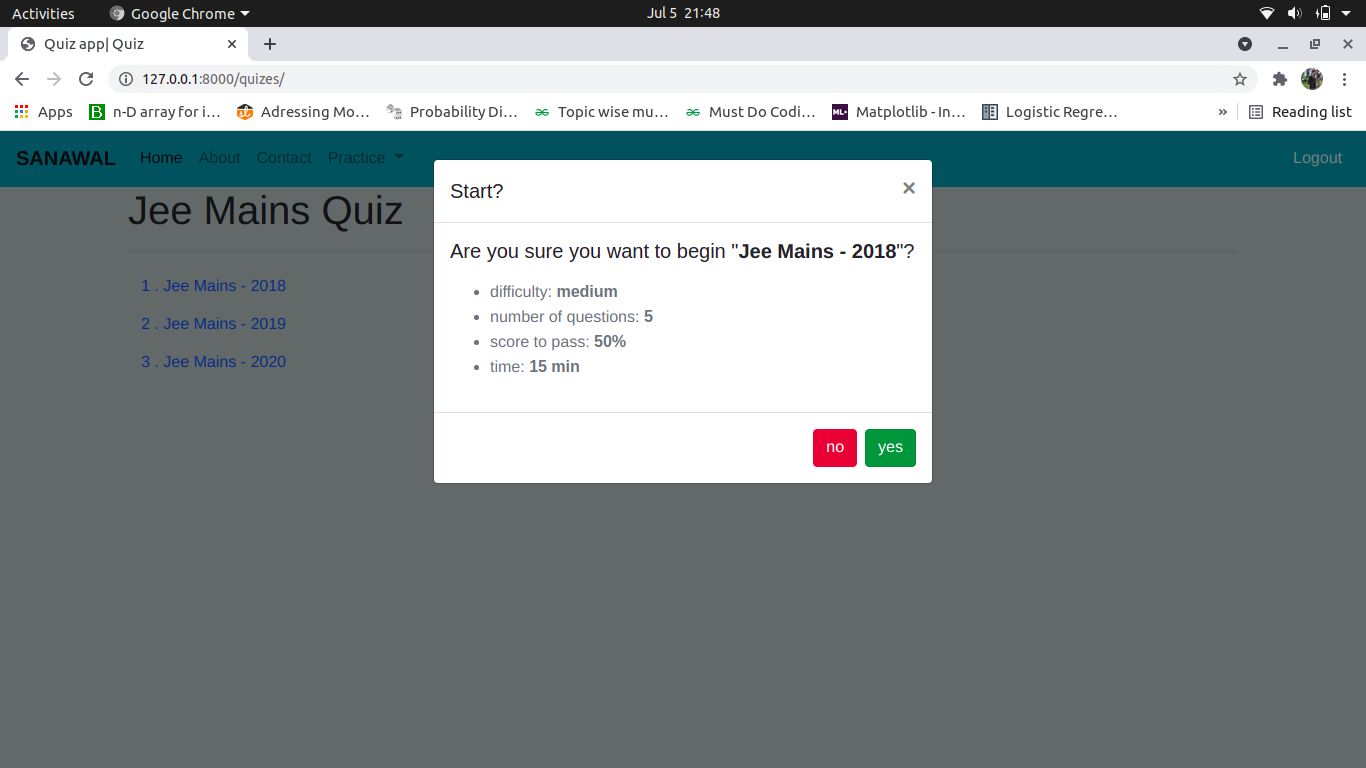 Activities Google Chrome Jul 5 21:48
Quiz app| Quiz
127.0.0.1:8000/quizes/
Apps n-D array for i… Adressing Mo… Probability Di… Topic wise mu… Must Do Codi… ML+ Matplotlib - In… Logistic Regre… » Reading list
SANAWAL Home About Contact Practice Logout
Start? ×
Jee Mains Quiz
Are you sure you want to begin "Jee Mains - 2018"?
1 . Jee Mains - 2018
2 . Jee Mains - 2019
3 . Jee Mains - 2020
• difficulty: medium
• number of questions: 5
• score to pass: 50%
• time: 15 min
no yes